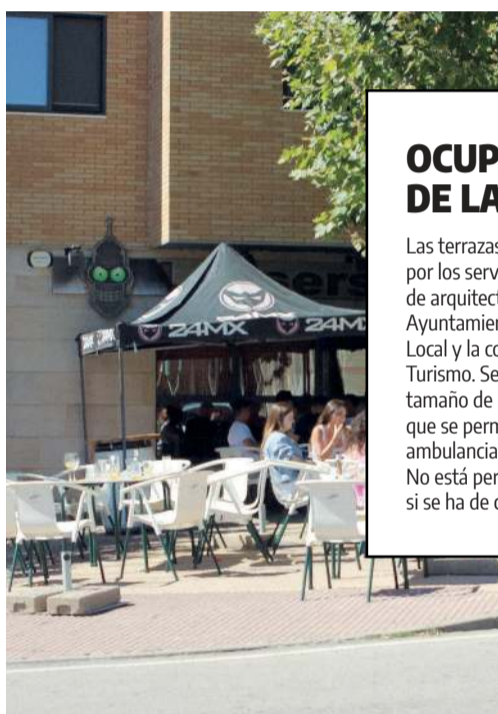 24MX
24M
OCUP
DE LA
Las terrazas
por los serv
de arquitect
Ayuntamien
Local y la co
Turismo. Se
tamaño de
que se perm
ambulancia
No está per
si se ha de c